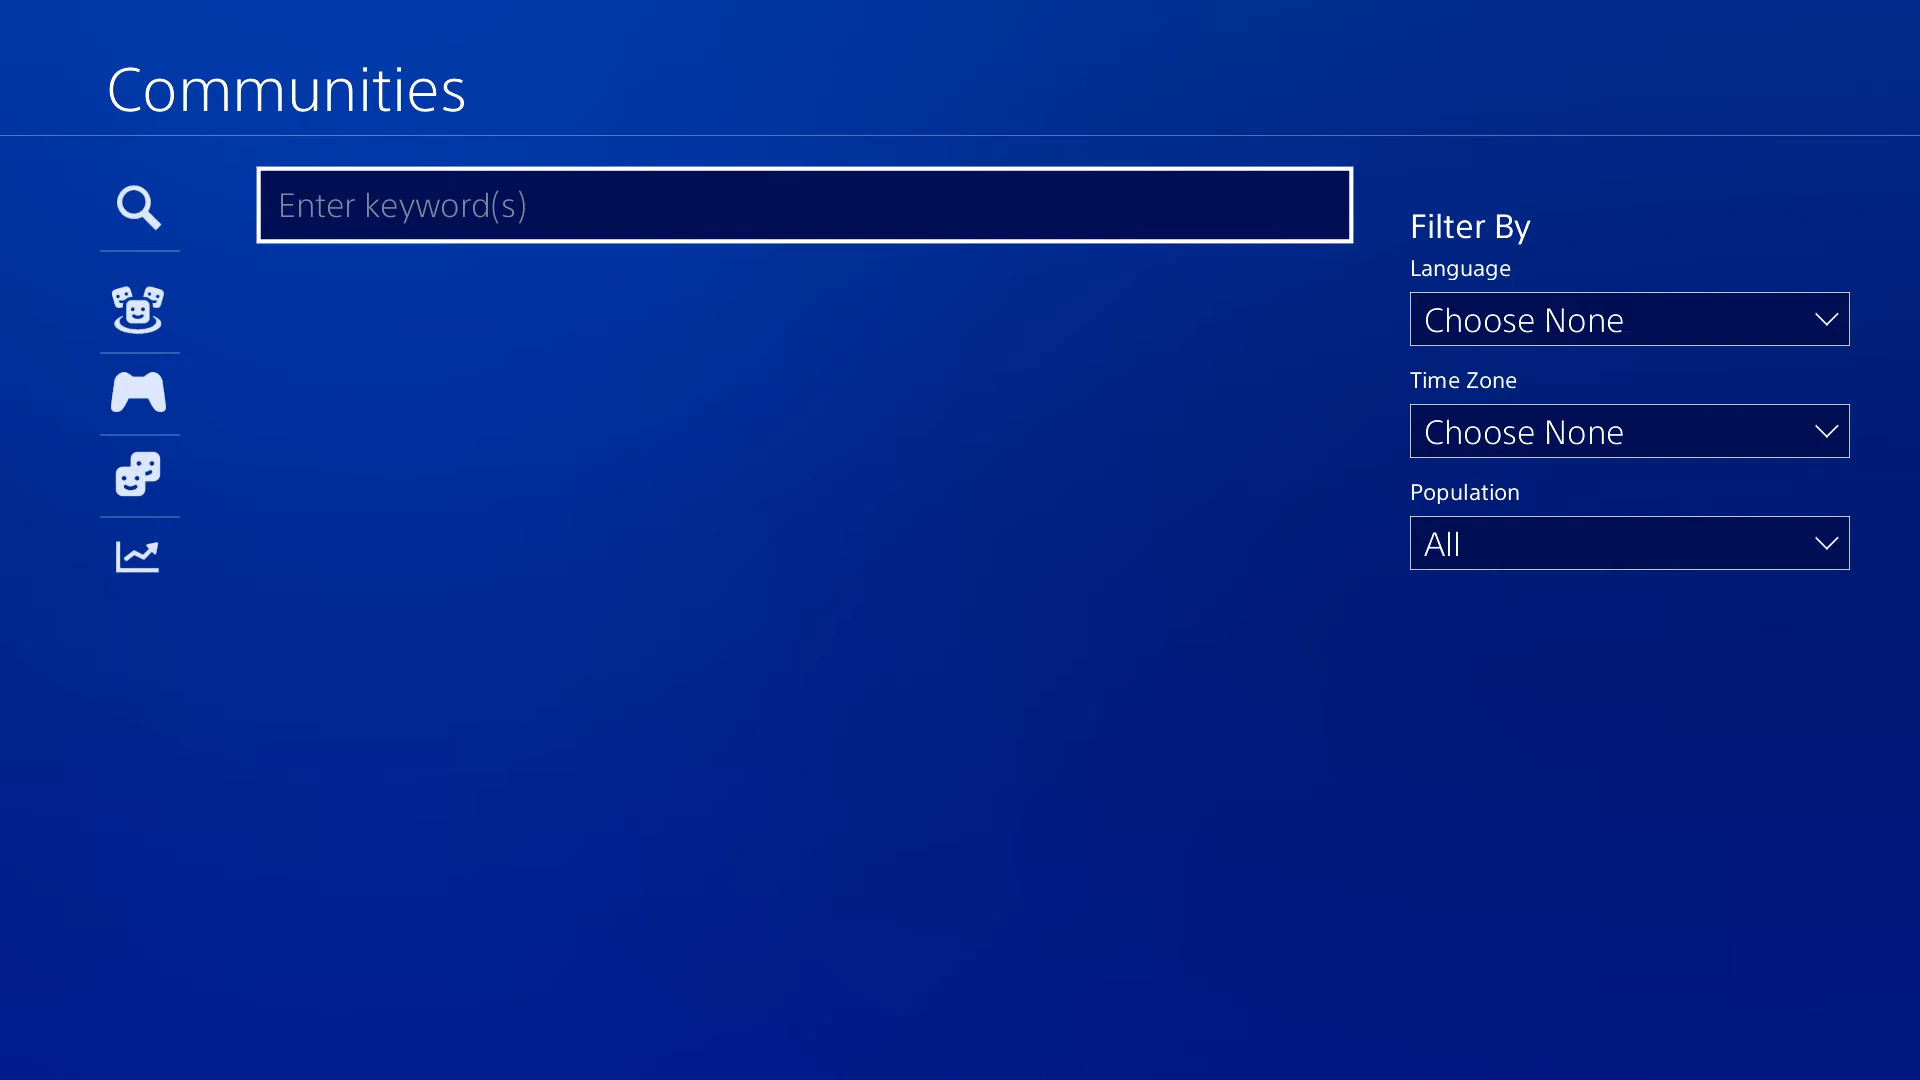 Communities
Enter keyword(s)
Filter By
Language
Choose None
Time Zone
Choose None
Population
All